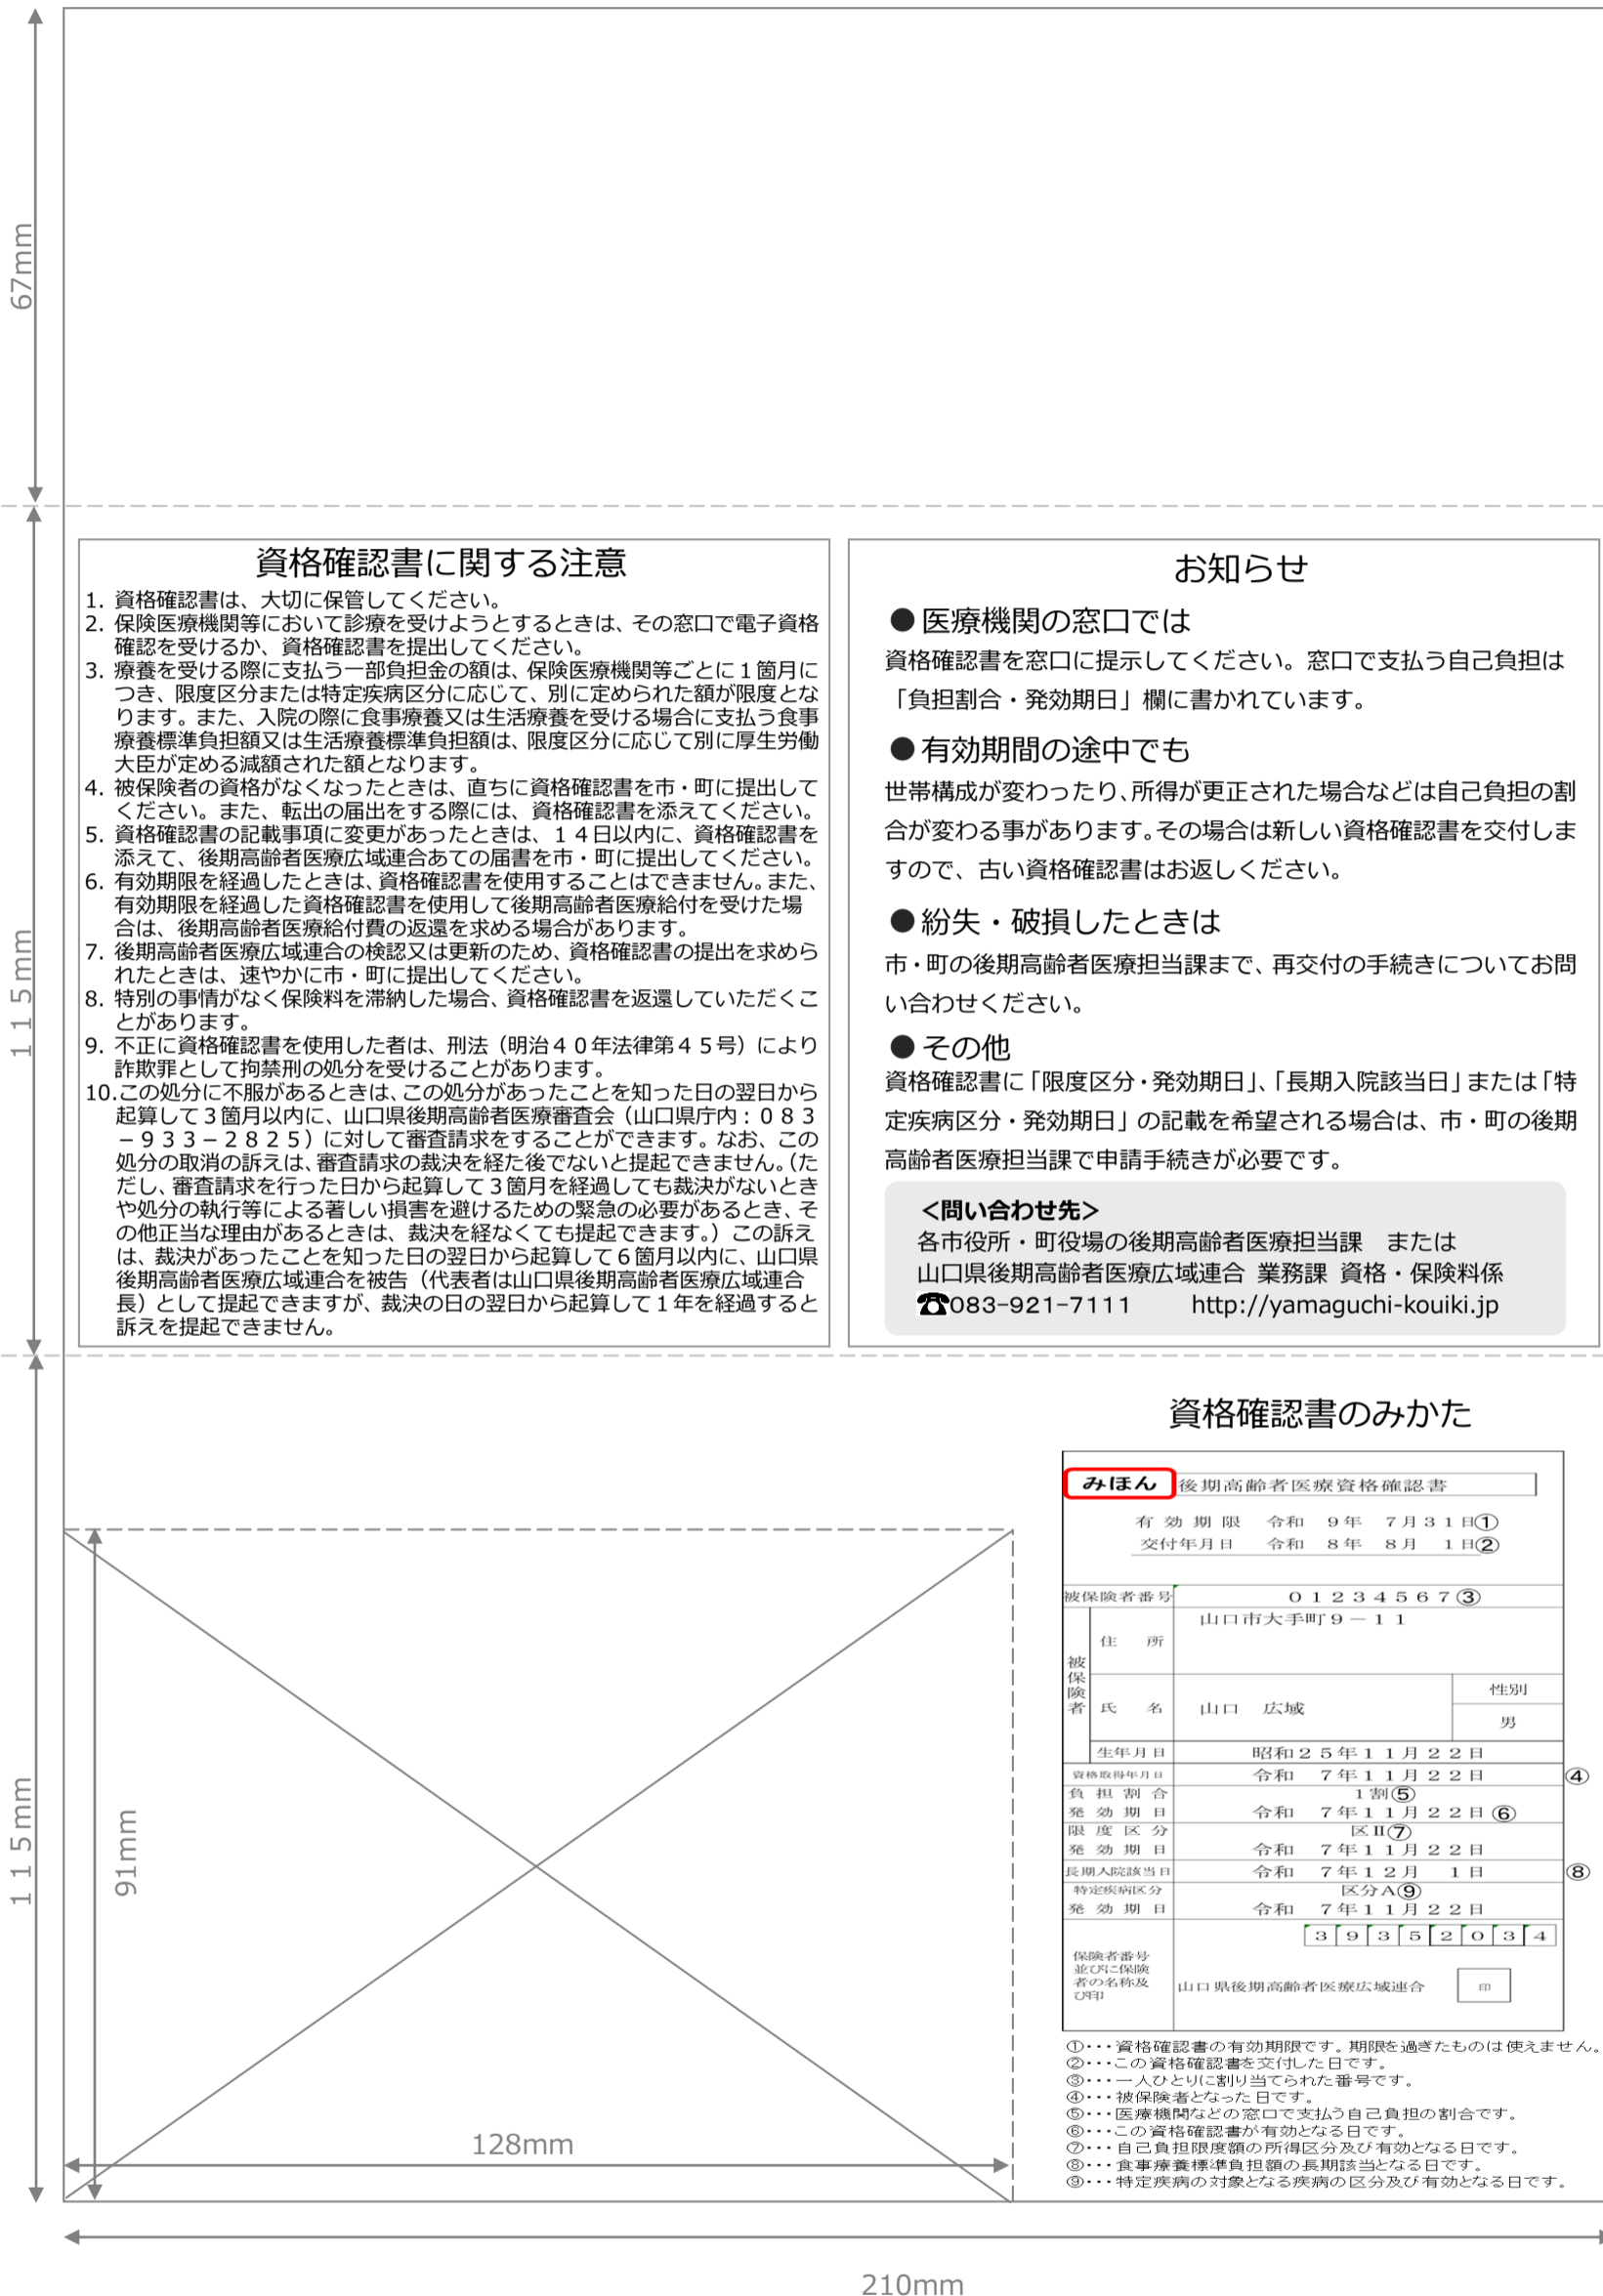 67mm
資格確認書に関する注意
1. 資格確認書は、大切に保管してください。
2. 保険医療機関等において診療を受けようとするときは、その窓口で電子資格
確認を受けるか、資格確認書を提出してください。
3. 療養を受ける際に支払う一部負担金の額は、保険医療機関等ごとに１箇月に
つき、限度区分または特定疾病区分に応じて、別に定められた額が限度とな
ります。また、入院の際に食事療養又は生活療養を受ける場合に支払う食事
療養標準負担額又は生活療養標準負担額は、限度区分に応じて別に厚生労働
大臣が定める減額された額となります。
4. 被保険者の資格がなくなったときは、直ちに資格確認書を市・町に提出して
ください。また、転出の届出をする際には、資格確認書を添えてください。
5. 資格確認書の記載事項に変更があったときは、１４日以内に、資格確認書を
添えて、後期高齢者医療広域連合あての届書を市・町に提出してください。
6. 有効期限を経過したときは、資格確認書を使用することはできません。また、
有効期限を経過した資格確認書を使用して後期高齢者医療給付を受けた場
合は、後期高齢者医療給付費の返還を求める場合があります。
7. 後期高齢者医療広域連合の検認又は更新のため、資格確認書の提出を求めら
れたときは、速やかに市・町に提出してください。
8. 特別の事情がなく保険料を滞納した場合、資格確認書を返還していただくこ
とがあります。
9. 不正に資格確認書を使用した者は、刑法（明治４０年法律第４５号）により
詐欺罪として拘禁刑の処分を受けることがあります。
10.この処分に不服があるときは、この処分があったことを知った日の翌日から
起算して３箇月以内に、山口県後期高齢者医療審査会（山口県庁内：０８３
－９３３－２８２５）に対して審査請求をすることができます。なお、この
処分の取消の訴えは、審査請求の裁決を経た後でないと提起できません。（た
だし、審査請求を行った日から起算して３箇月を経過しても裁決がないとき
や処分の執行等による著しい損害を避けるための緊急の必要があるとき、そ
の他正当な理由があるときは、裁決を経なくても提起できます。）この訴え
は、裁決があったことを知った日の翌日から起算して６箇月以内に、山口県
後期高齢者医療広域連合を被告（代表者は山口県後期高齢者医療広域連合
長）として提起できますが、裁決の日の翌日から起算して１年を経過すると
訴えを提起できません。
お知らせ
●医療機関の窓口では
資格確認書を窓口に提示してください。窓口で支払う自己負担は
「負担割合・発効期日」欄に書かれています。
●有効期間の途中でも
世帯構成が変わったり、所得が更正された場合などは自己負担の割
合が変わる事があります。その場合は新しい資格確認書を交付しま
すので、古い資格確認書はお返しください。
●紛失・破損したときは
市・町の後期高齢者医療担当課まで、再交付の手続きについてお問
い合わせください。
●その他
資格確認書に「限度区分・発効期日」、「長期入院該当日」または「特
定疾病区分・発効期日」の記載を希望される場合は、市・町の後期
高齢者医療担当課で申請手続きが必要です。
＜問い合わせ先＞
各市役所・町役場の後期高齢者医療担当課　または
山口県後期高齢者医療広域連合 業務課 資格・保険料係
☎083-921-7111 http://yamaguchi-kouiki.jp
１１５mm
資格確認書のみかた
みほん 後期高齢者医療資格確認書
有効期限 令和 ９年 ７月３１日①
交付年月日 令和 ８年 ８月 １日②
被保険者番号 ０１２３４５６７③
被保険者
住所 山口市大手町９－１１
氏名 山口 広域
性別
男
生年月日 昭和２５年１１月２２日
資格取得年月日 令和 ７年１１月２２日 ④
負担割合 １割⑤
発効期日 令和 ７年１１月２２日⑥
限度区分 区Ⅱ⑦
発効期日 令和 ７年１１月２２日
長期入院該当日 令和 ７年１２月 １日 ⑧
特定疾病区分 区分Ａ⑨
発効期日 令和 ７年１１月２２日
３９３５２０３４
保険者番号
並びに保険
者の名称及
び印
山口県後期高齢者医療広域連合 印
①･･･資格確認書の有効期限です。期限を過ぎたものは使えません。
②･･･この資格確認書を交付した日です。
③･･･一人ひとりに割り当てられた番号です。
④･･･被保険者となった日です。
⑤･･･医療機関などの窓口で支払う自己負担の割合です。
⑥･･･この資格確認書が有効となる日です。
⑦･･･自己負担限度額の所得区分及び有効となる日です。
⑧･･･食事療養標準負担額の長期該当となる日です。
⑨･･･特定疾病の対象となる疾病の区分及び有効となる日です。
１１５mm
91mm
128mm
210mm